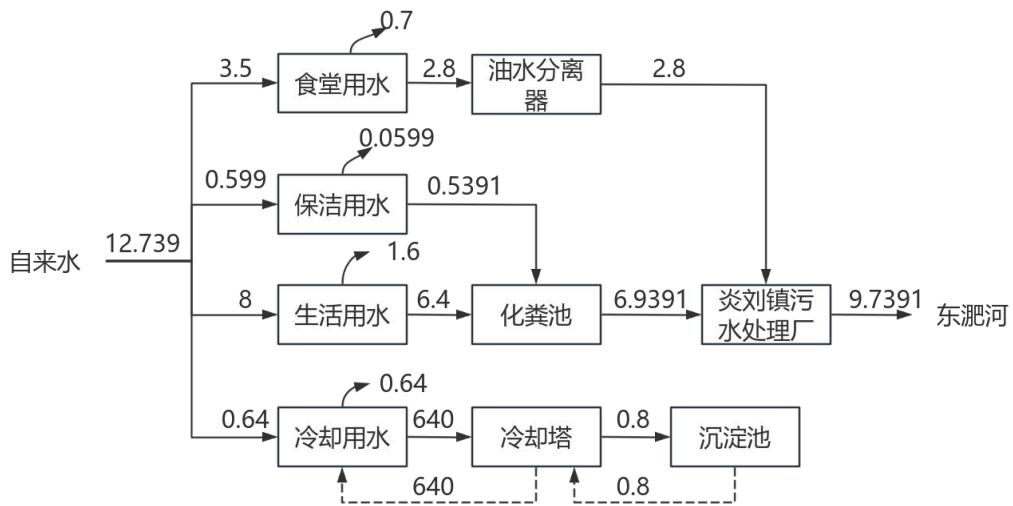 0.7
3.5
食堂用水
2.8
油水分离
器
2.8
0.0599
0.599
保洁用水
0.5391
自来水
12.739
1.6
8
生活用水
6.4
化粪池
6.9391
炎刘镇污
水处理厂
9.7391
东淝河
0.64
0.64
冷却用水
640
冷却塔
0.8
沉淀池
640
0.8